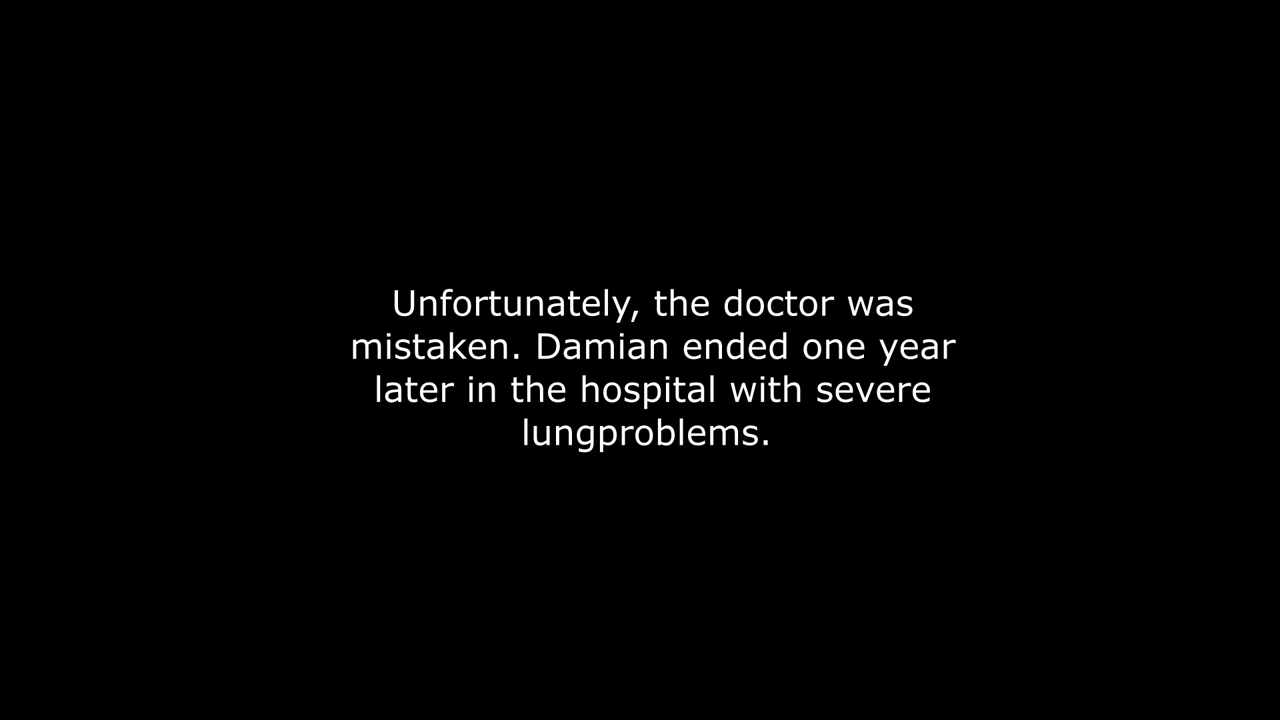 Unfortunately, the doctor was
mistaken. Damian ended one year
later in the hospital with severe
lungproblems.